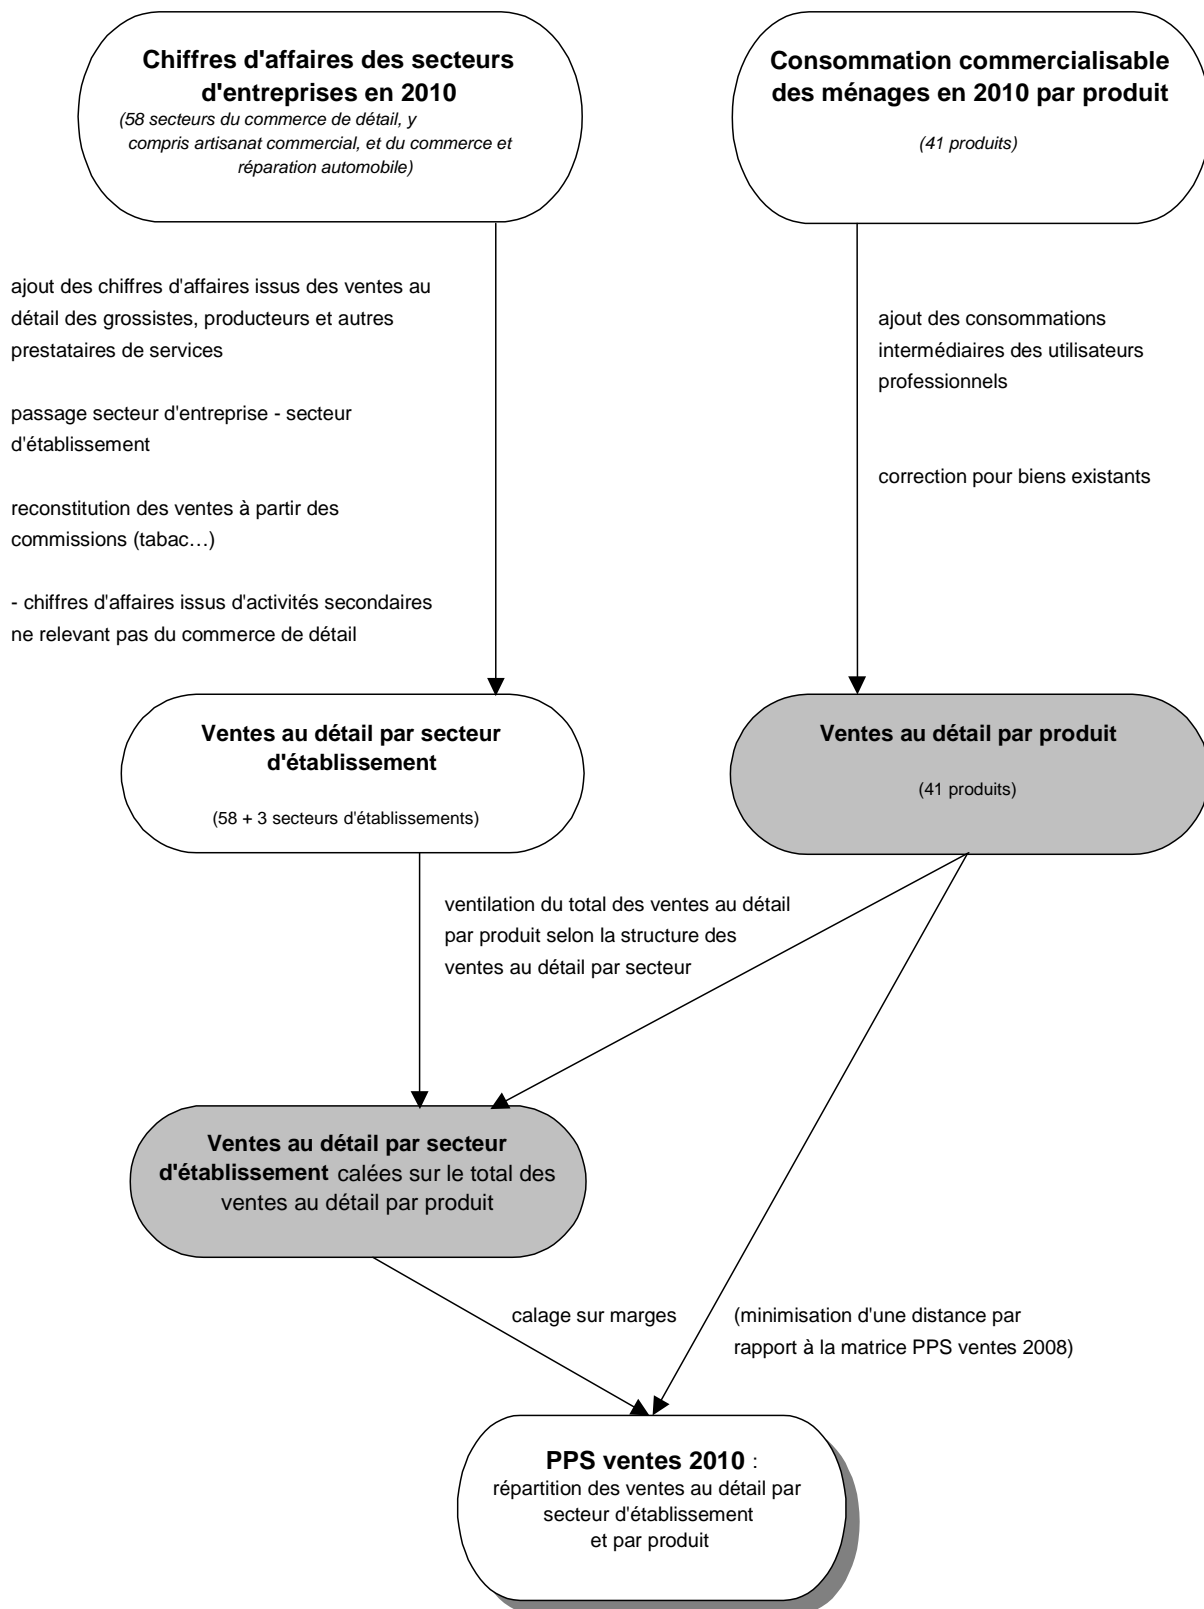 Chiffres d'affaires des secteurs
d'entreprises en 2010
(58 secteurs du commerce de détail, y
compris artisanat commercial, et du commerce et
réparation automobile)
Consommation commercialisable
des ménages en 2010 par produit
(41 produits)
ajout des chiffres d'affaires issus des ventes au
détail des grossistes, producteurs et autres
prestataires de services
passage secteur d'entreprise - secteur
d'établissement
reconstitution des ventes à partir des
commissions (tabac…)
- chiffres d'affaires issus d'activités secondaires
ne relevant pas du commerce de détail
ajout des consommations
intermédiaires des utilisateurs
professionnels
correction pour biens existants
Ventes au détail par secteur
d'établissement
(58 + 3 secteurs d'établissements)
Ventes au détail par produit
(41 produits)
ventilation du total des ventes au détail
par produit selon la structure des
ventes au détail par secteur
Ventes au détail par secteur
d'établissement calées sur le total des
ventes au détail par produit
calage sur marges
(minimisation d'une distance par
rapport à la matrice PPS ventes 2008)
PPS ventes 2010 :
répartition des ventes au détail par
secteur d'établissement
et par produit